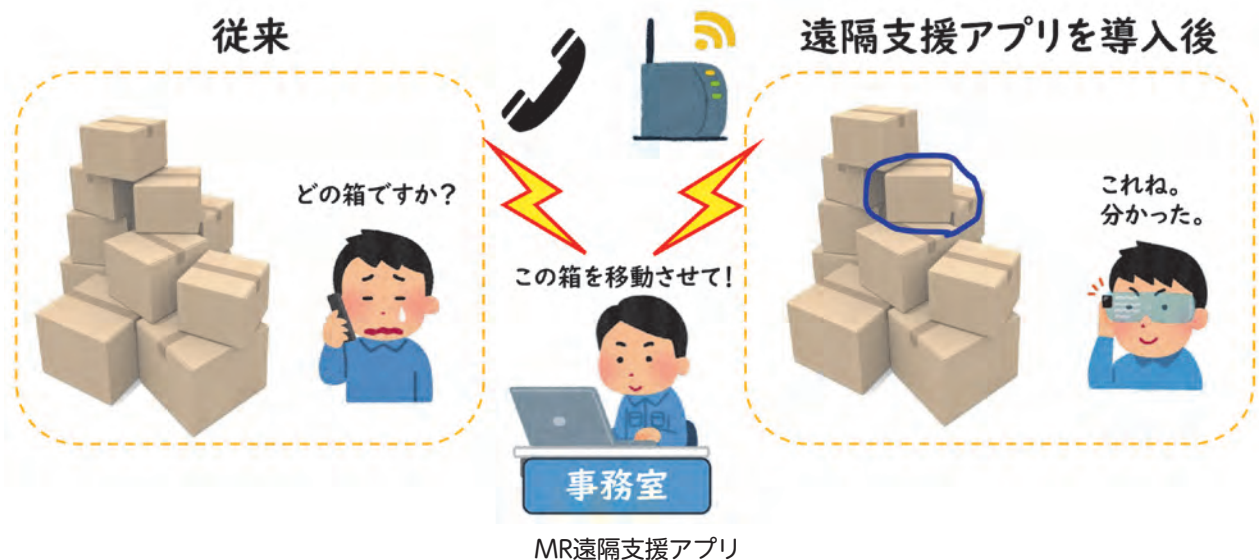 従来
遠隔支援アプリを導入後
どの箱ですか?
これね。
分かった。
この箱を移動させて!
事務室
MR遠隔支援アプリ